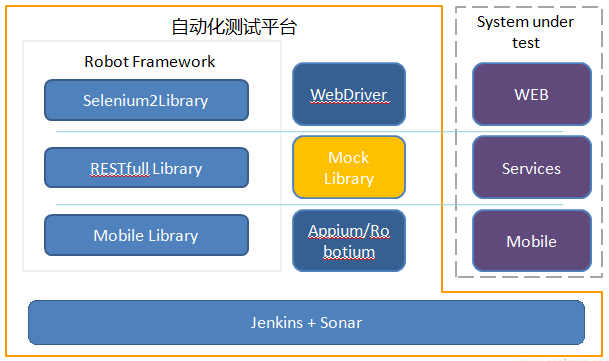 自动化测试平台
System under
test
Robot Framework
Selenium2Library
WebDriver
WEB
RESTfull Library
Mock
Library
Services
Mobile Library
Appium/Ro
botium
Mobile
Jenkins + Sonar